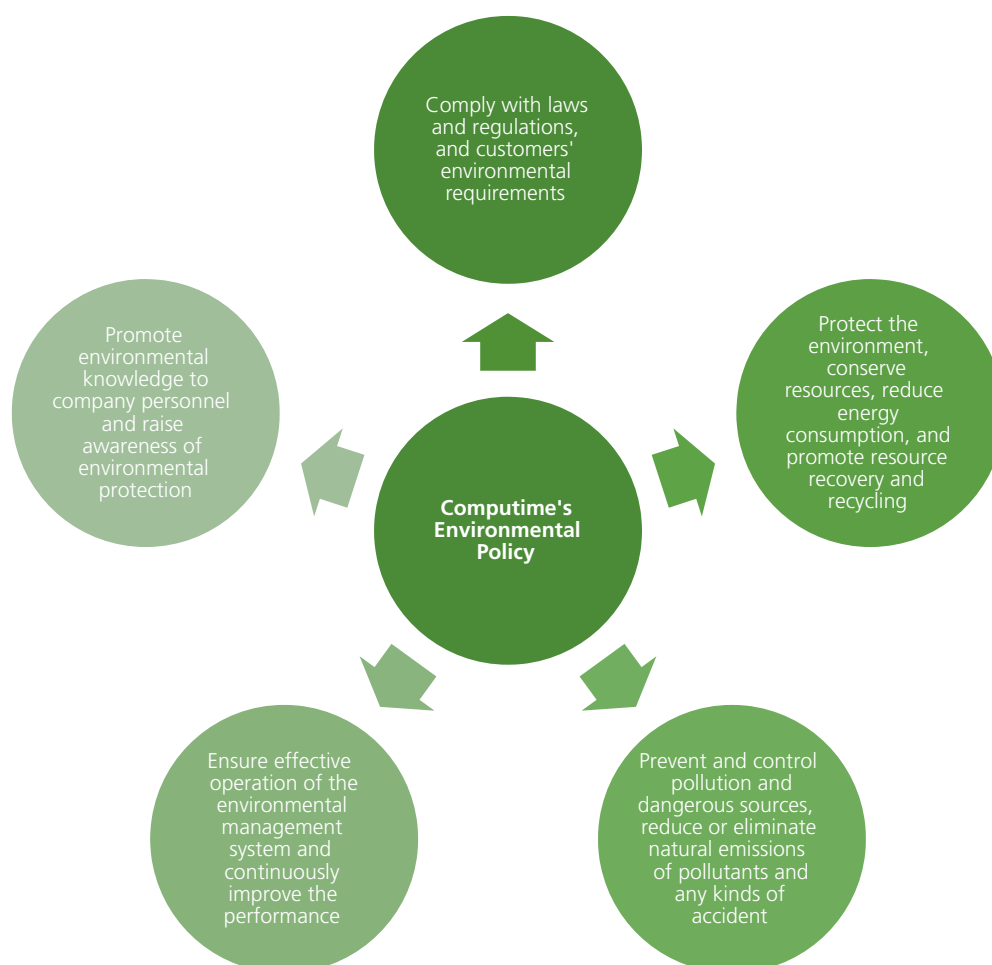 Comply with laws
and regulations,
and customers'
environmental
requirements
Protect the
environment,
conserve
resources, reduce
energy
consumption, and
promote resource
recovery and
recycling
Prevent and control
pollution and
dangerous sources,
reduce or eliminate
natural emissions
of pollutants and
any kinds of
accident
Ensure effective
operation of the
environmental
management
system and
continuously
improve the
performance
Promote
environmental
knowledge to
company personnel
and raise
awareness of
environmental
protection
Computime's
Environmental
Policy